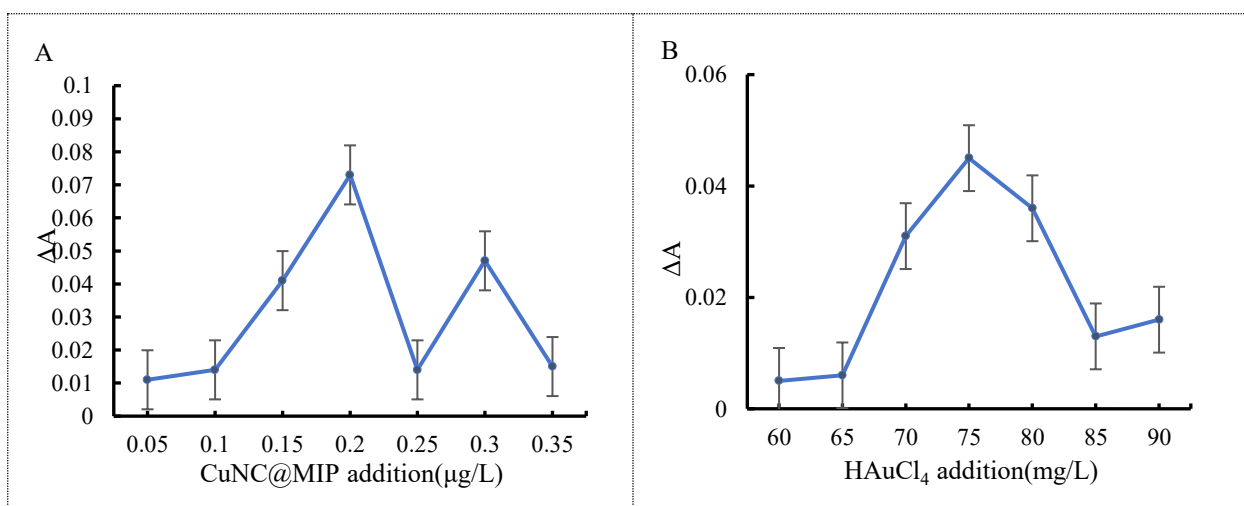 A
0.1
0.09
0.08
0.07
0.06
0.05
0.04
0.03
0.02
0.01
0
ΔA
0.05 0.1 0.15 0.2 0.25 0.3 0.35
CuNC@MIP addition(μg/L)
B
0.06
0.04
0.02
0
ΔA
60 65 70 75 80 85 90
HAuCl₄ addition(mg/L)